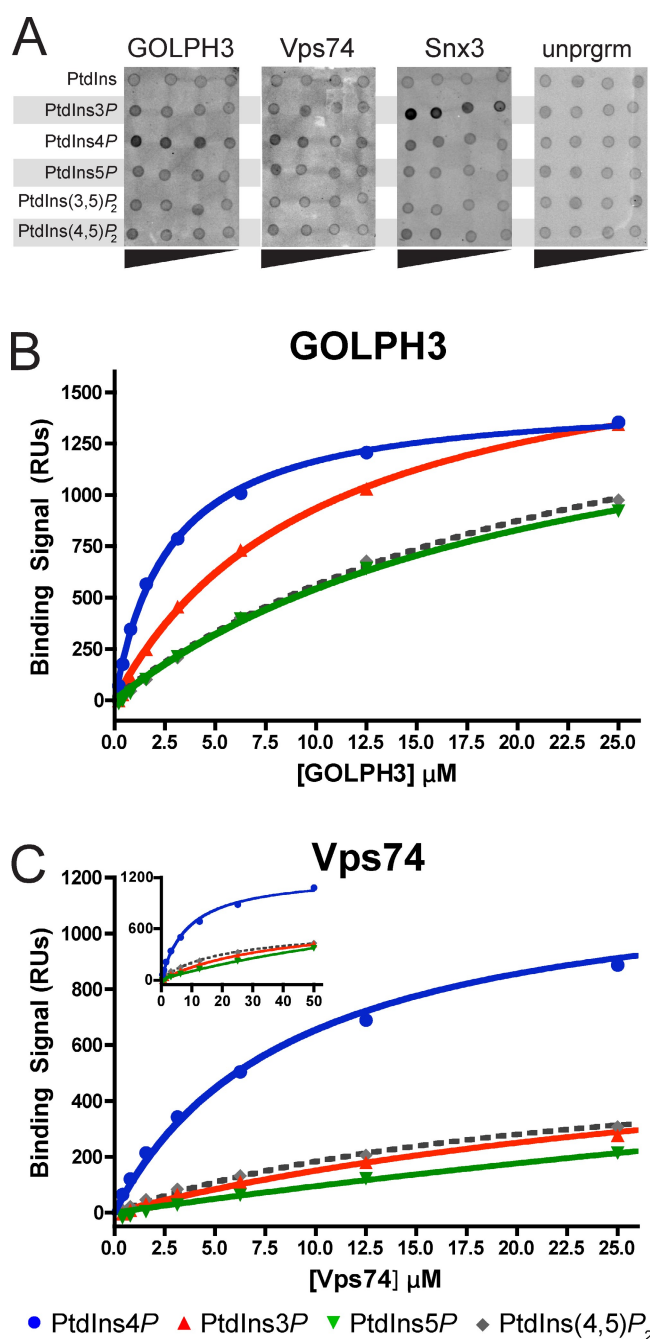 A
GOLPH3 Vps74 Snx3 unprgrm
PtdIns
PtdIns3P
PtdIns4P
PtdIns5P
PtdIns(3,5)P2
PtdIns(4,5)P2
B
GOLPH3
Binding Signal (RUs)
1500
1250
1000
750
500
250
0
0.0 2.5 5.0 7.5 10.0 12.5 15.0 17.5 20.0 22.5 25.0
[GOLPH3] µM
C
Vps74
Binding Signal (RUs)
1200
1000
800
600
400
200
0
1200
600
0
0 10 20 30 40 50
0.0 2.5 5.0 7.5 10.0 12.5 15.0 17.5 20.0 22.5 25.0
[Vps74] µM
PtdIns4P PtdIns3P PtdIns5P PtdIns(4,5)P2